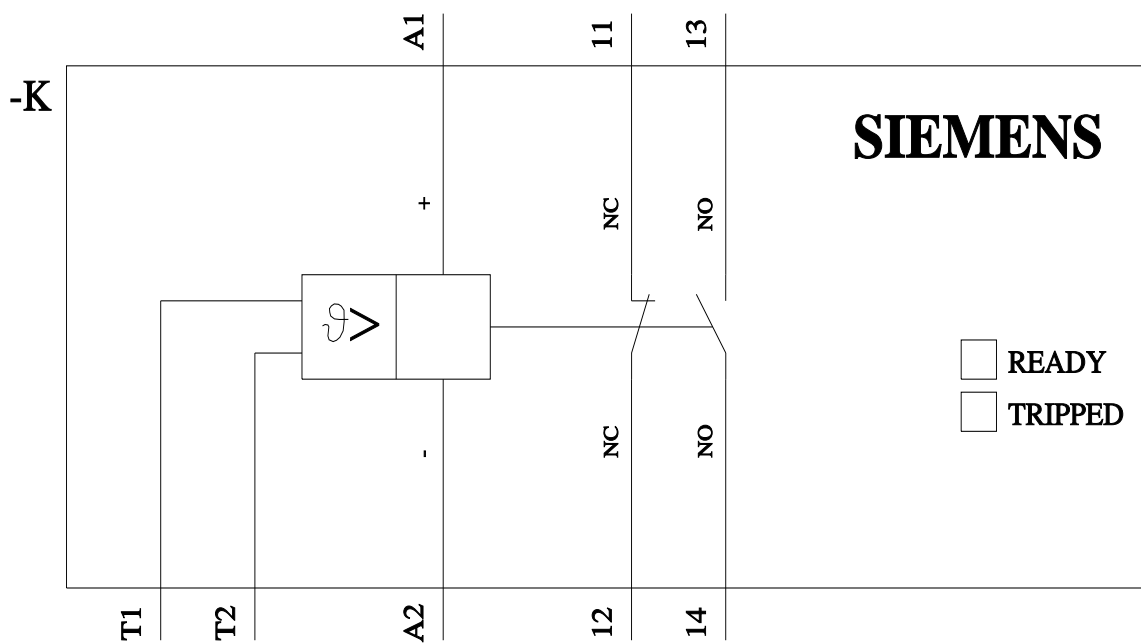 A1
11
13
-K
SIEMENS
+
NC
NO
ϑ>
READY
TRIPPED
-
NC
NO
T1
T2
A2
12
14